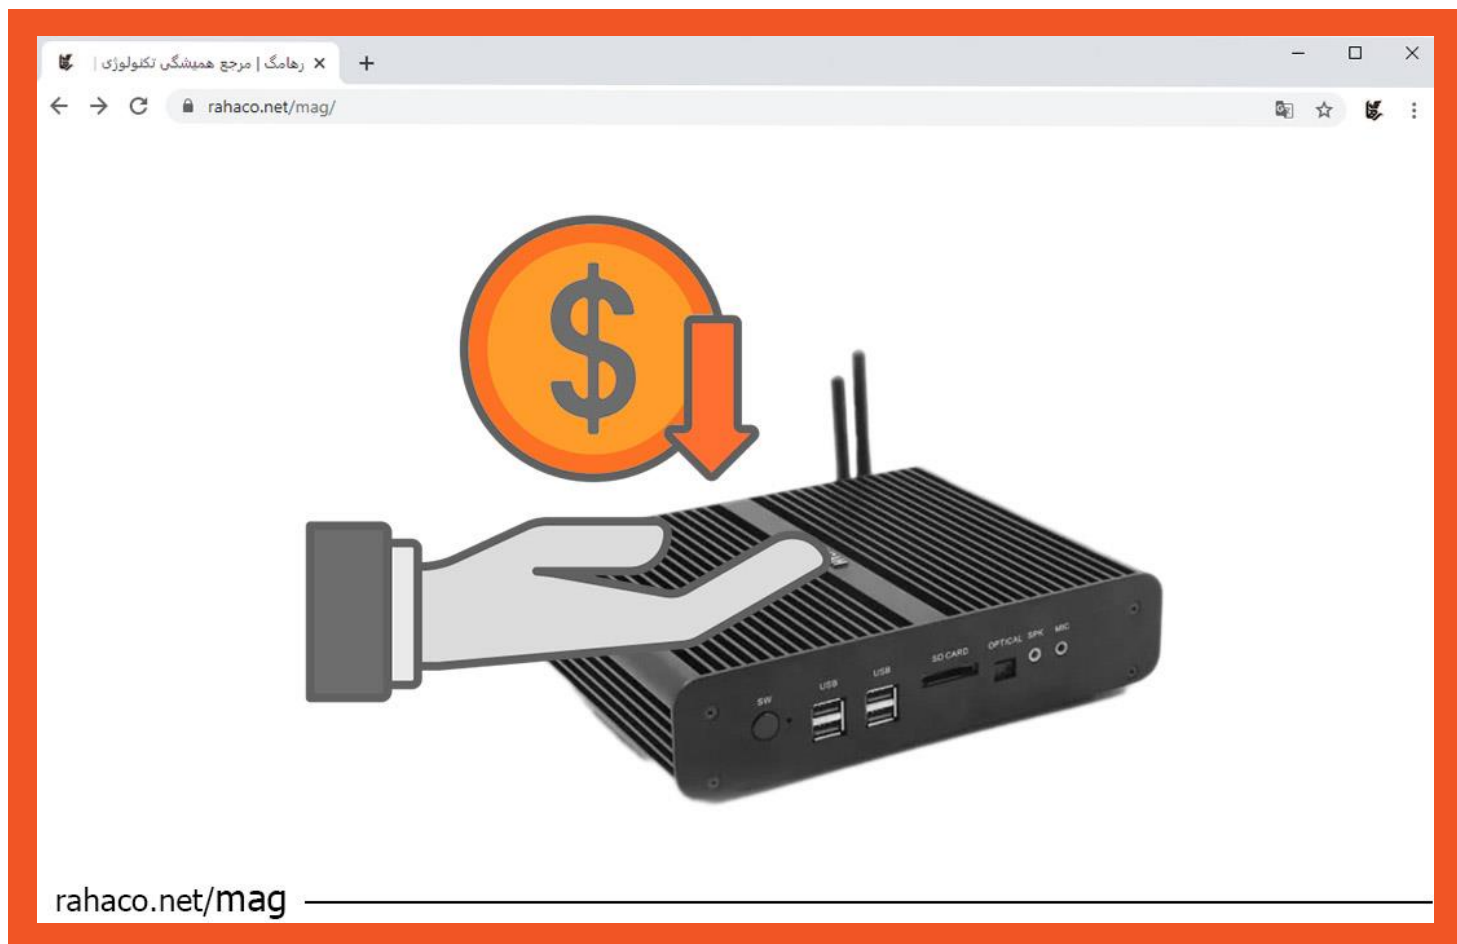 رهامگ | مرجع همیشگی تکنولوژی |
rahaco.net/mag/
$
SW
USB
USB
SD CARD
OPTICAL
SPK
MIC
rahaco.net/mag